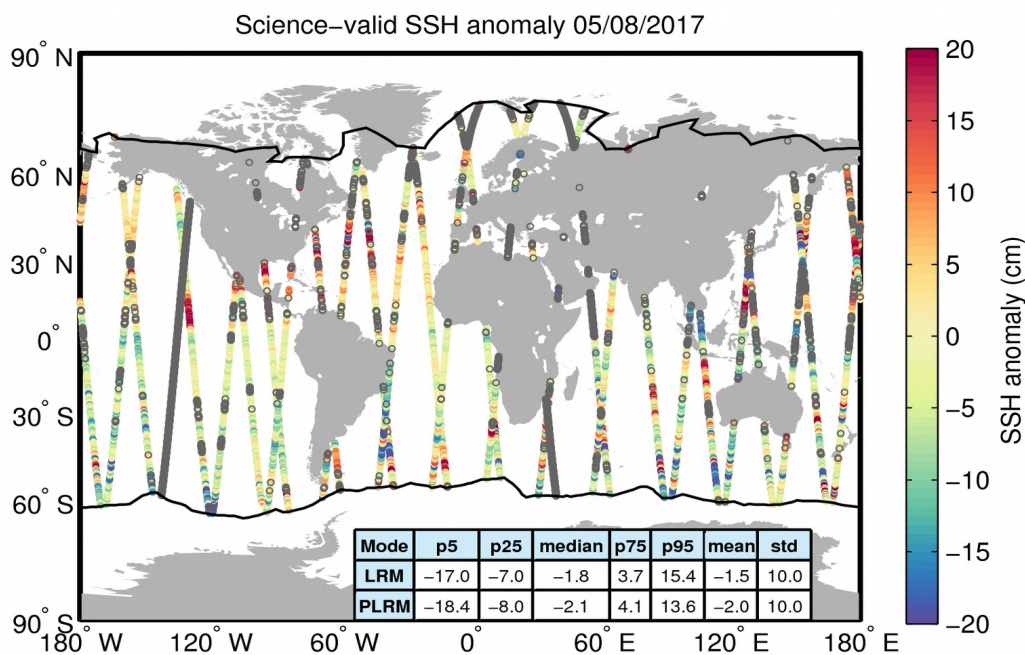 Science−valid SSH anomaly 05/08/2017
90° N
60° N
30° N
0°
30° S
60° S
90° S
180° W
120° W
60° W
0°
60° E
120° E
180° E
20
15
10
5
0
−5
−10
−15
−20
SSH anomaly (cm)
Mode p5 p25 median p75 p95 mean std
LRM −17.0 −7.0 −1.8 3.7 15.4 −1.5 10.0
PLRM −18.4 −8.0 −2.1 4.1 13.6 −2.0 10.0